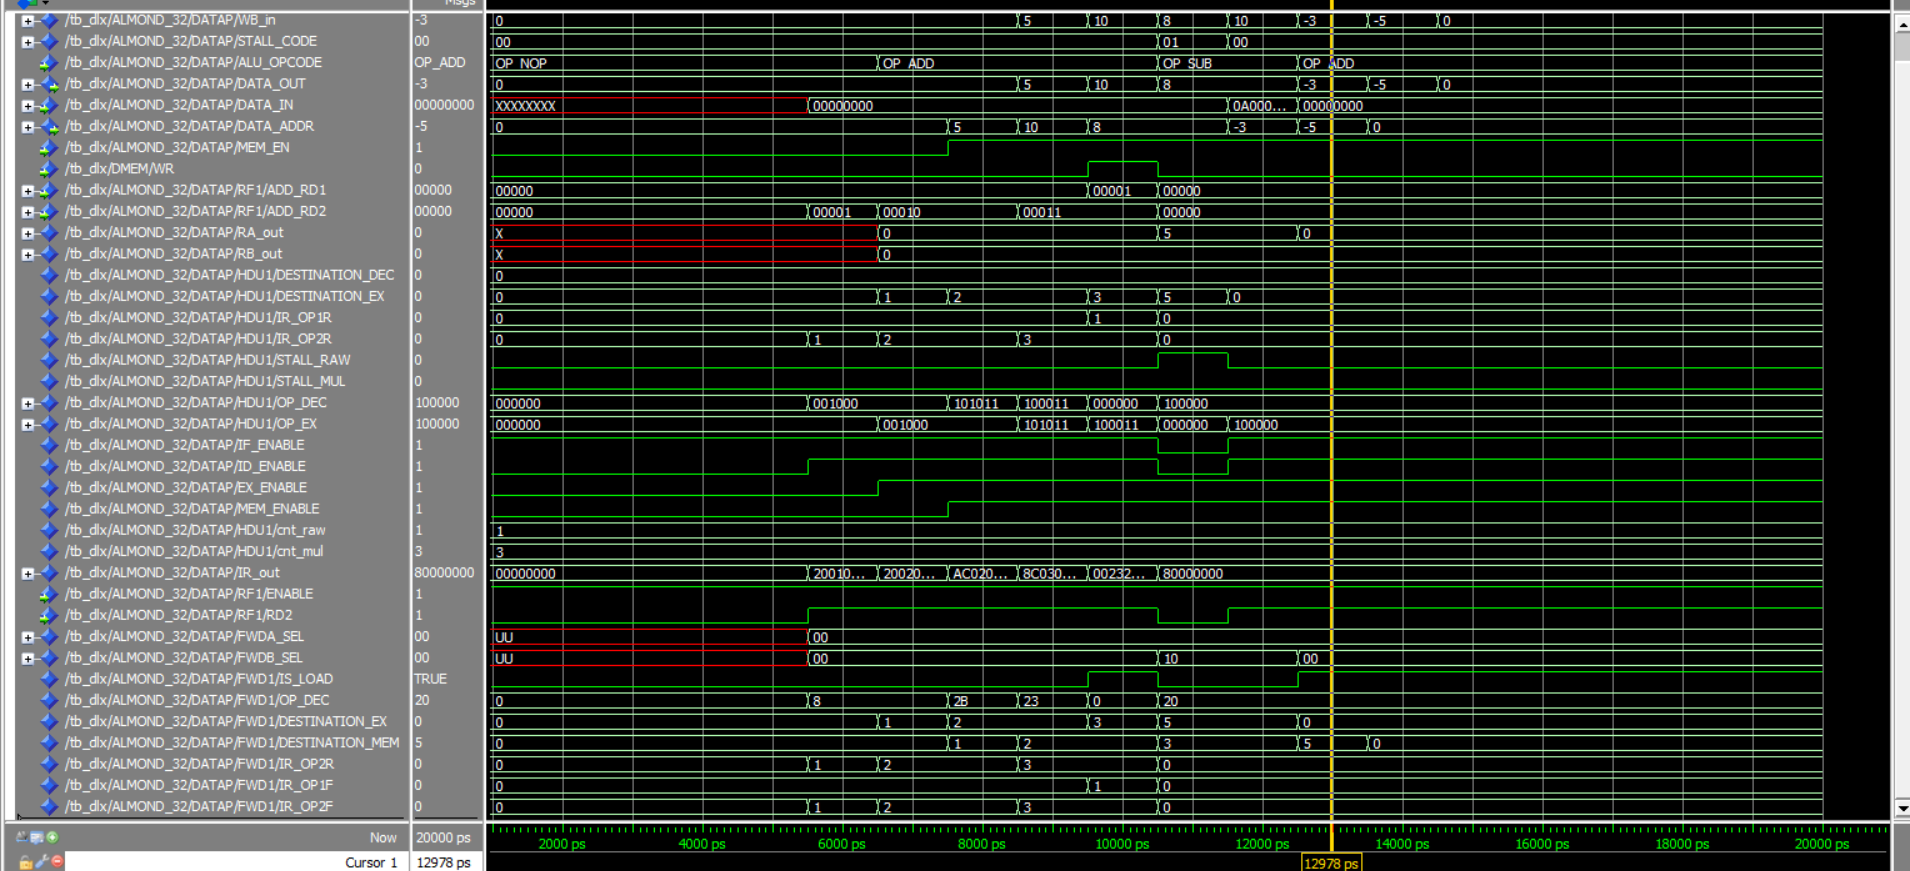 Msgs
/tb_dlx/ALMOND_32/DATAP/WB_in -3 0 5 10 8 10 -3 -5 0
/tb_dlx/ALMOND_32/DATAP/STALL_CODE 00 00 01 00
/tb_dlx/ALMOND_32/DATAP/ALU_OPCODE OP_ADD OP_NOP OP_ADD OP_SUB OP_ADD
/tb_dlx/ALMOND_32/DATAP/DATA_OUT -3 0 5 10 8 -3 -5 0
/tb_dlx/ALMOND_32/DATAP/DATA_IN 00000000 XXXXXXXX 00000000 0A000... 00000000
/tb_dlx/ALMOND_32/DATAP/DATA_ADDR -5 0 5 10 8 -3 -5 0
/tb_dlx/ALMOND_32/DATAP/MEM_EN 1
/tb_dlx/DMEM/WR 0
/tb_dlx/ALMOND_32/DATAP/RF1/ADD_RD1 00000 00000 00001 00000
/tb_dlx/ALMOND_32/DATAP/RF1/ADD_RD2 00000 00000 00001 00010 00011 00000
/tb_dlx/ALMOND_32/DATAP/RA_out 0 X 0 5 0
/tb_dlx/ALMOND_32/DATAP/RB_out 0 X 0
/tb_dlx/ALMOND_32/DATAP/HDU1/DESTINATION_DEC 0 0
/tb_dlx/ALMOND_32/DATAP/HDU1/DESTINATION_EX 0 0 1 2 3 5 0
/tb_dlx/ALMOND_32/DATAP/HDU1/IR_OP1R 0 0 1 0
/tb_dlx/ALMOND_32/DATAP/HDU1/IR_OP2R 0 0 1 2 3 0
/tb_dlx/ALMOND_32/DATAP/HDU1/STALL_RAW 0
/tb_dlx/ALMOND_32/DATAP/HDU1/STALL_MUL 0
/tb_dlx/ALMOND_32/DATAP/HDU1/OP_DEC 100000 000000 001000 101011 100011 000000 100000
/tb_dlx/ALMOND_32/DATAP/HDU1/OP_EX 100000 000000 001000 101011 100011 000000 100000
/tb_dlx/ALMOND_32/DATAP/IF_ENABLE 1
/tb_dlx/ALMOND_32/DATAP/ID_ENABLE 1
/tb_dlx/ALMOND_32/DATAP/EX_ENABLE 1
/tb_dlx/ALMOND_32/DATAP/MEM_ENABLE 1
/tb_dlx/ALMOND_32/DATAP/HDU1/cnt_raw 1 1
/tb_dlx/ALMOND_32/DATAP/HDU1/cnt_mul 3 3
/tb_dlx/ALMOND_32/DATAP/IR_out 80000000 00000000 20010... 20020... AC020... 8C030... 00232... 80000000
/tb_dlx/ALMOND_32/DATAP/RF1/ENABLE 1
/tb_dlx/ALMOND_32/DATAP/RF1/RD2 1
/tb_dlx/ALMOND_32/DATAP/FWDA_SEL 00 UU 00
/tb_dlx/ALMOND_32/DATAP/FWDB_SEL 00 UU 00 10 00
/tb_dlx/ALMOND_32/DATAP/FWD1/IS_LOAD TRUE
/tb_dlx/ALMOND_32/DATAP/FWD1/OP_DEC 20 0 8 2B 23 0 20
/tb_dlx/ALMOND_32/DATAP/FWD1/DESTINATION_EX 0 0 1 2 3 5 0
/tb_dlx/ALMOND_32/DATAP/FWD1/DESTINATION_MEM 5 0 1 2 3 5 0
/tb_dlx/ALMOND_32/DATAP/FWD1/IR_OP2R 0 0 1 2 3 0
/tb_dlx/ALMOND_32/DATAP/FWD1/IR_OP1F 0 0 1 0
/tb_dlx/ALMOND_32/DATAP/FWD1/IR_OP2F 0 0 1 2 3 0
Now 20000 ps 2000 ps 4000 ps 6000 ps 8000 ps 10000 ps 12000 ps 14000 ps 16000 ps 18000 ps 20000 ps
Cursor 1 12978 ps 12978 ps